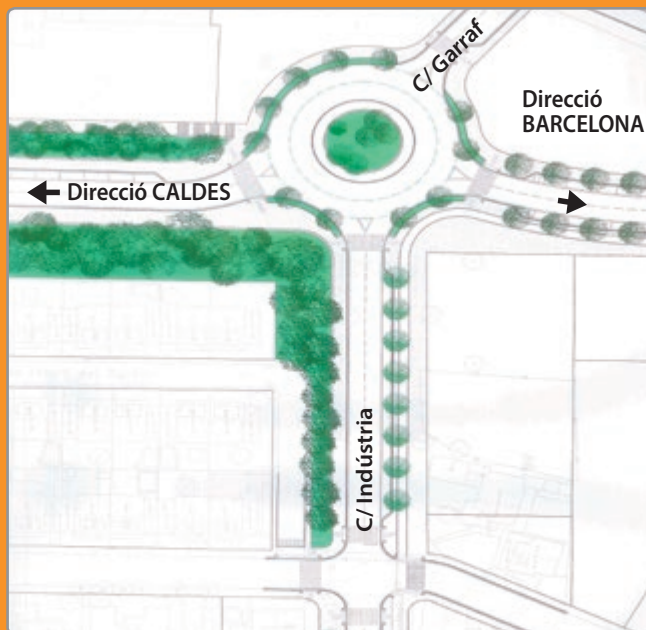 C/ Garraf
Direcció
BARCELONA
Direcció CALDES
C/ Indústria